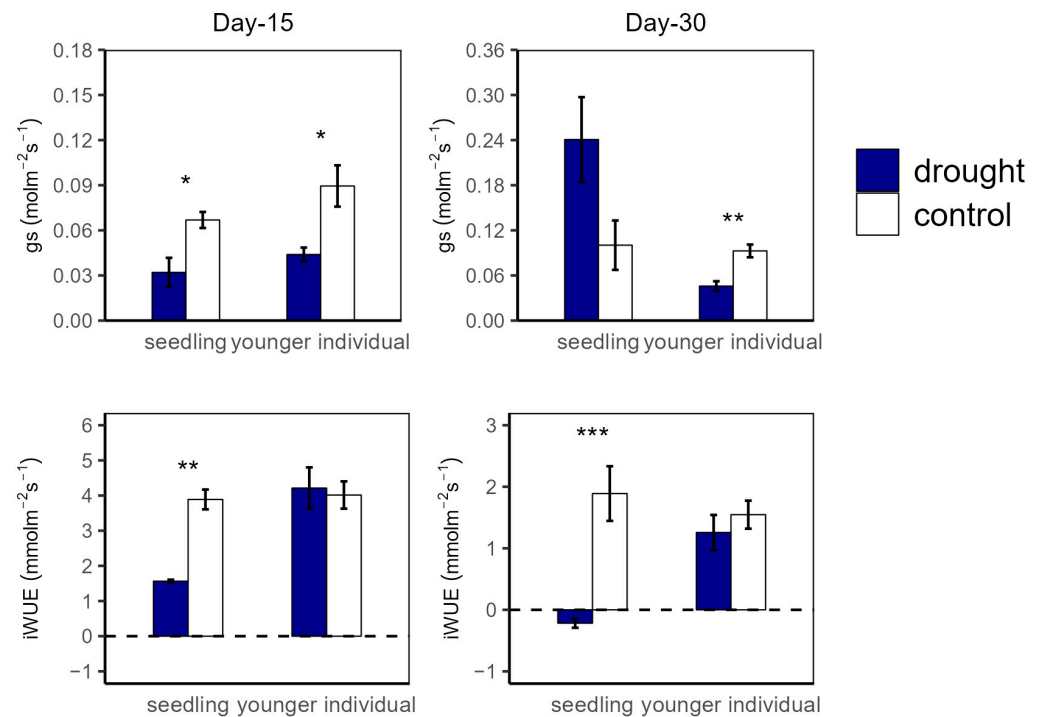 Day-15
Day-30
gs (molm⁻²s⁻¹)
0.18
0.15
0.12
0.09
0.06
0.03
0.00
*
*
seedling younger individual
gs (molm⁻²s⁻¹)
0.36
0.30
0.24
0.18
0.12
0.06
0.00
**
seedling younger individual
drought
control
iWUE (mmolm⁻²s⁻¹)
6
5
4
3
2
1
0
−1
**
seedling younger individual
iWUE (mmolm⁻²s⁻¹)
3
2
1
0
−1
***
seedling younger individual